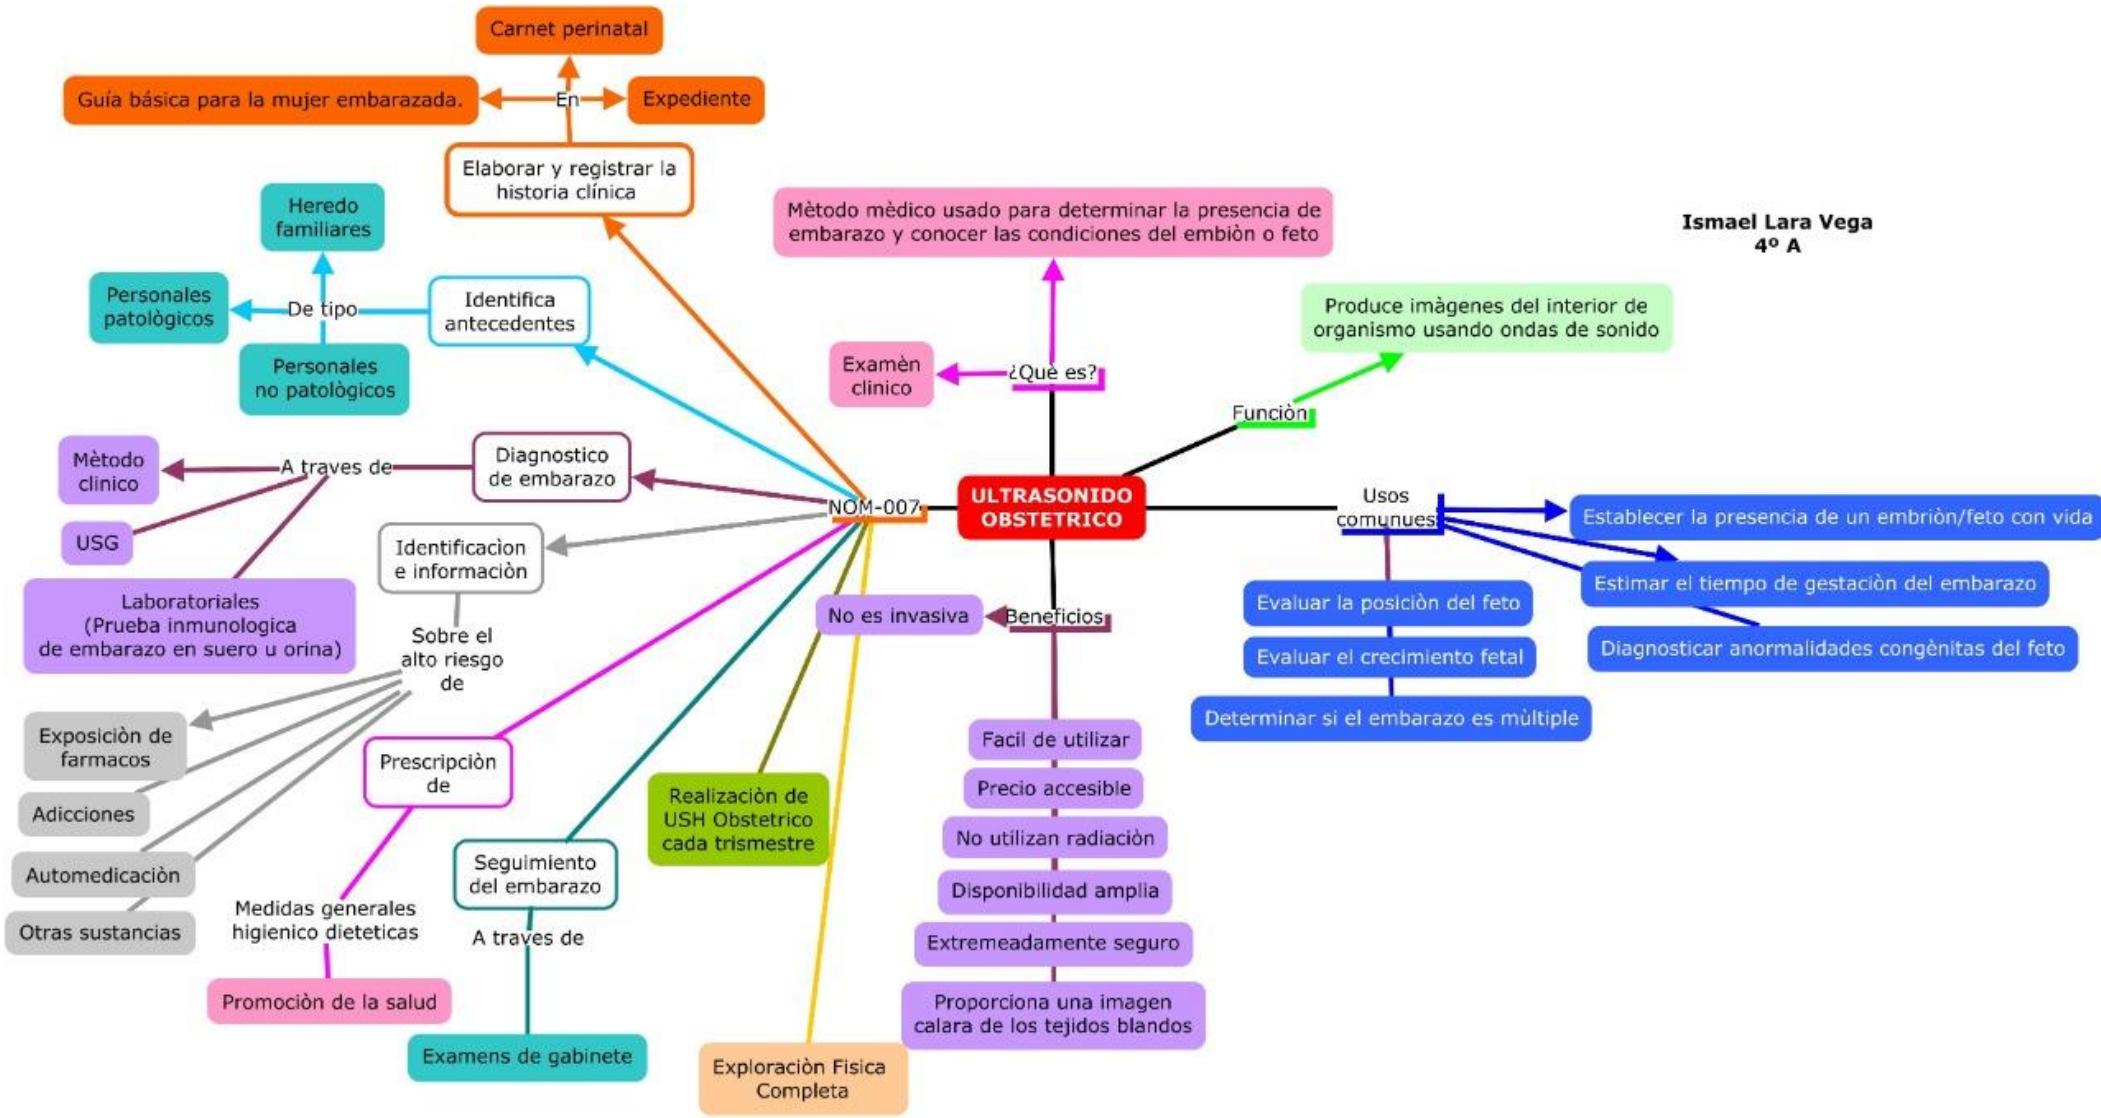 Carnet perinatal
Guía básica para la mujer embarazada.
En
Expediente
Elaborar y registrar la
historia clínica
Heredo
familiares
Personales
patològicos
De tipo
Identifica
antecedentes
Personales
no patològicos
Mètodo mèdico usado para determinar la presencia de
embarazo y conocer las condiciones del embiòn o feto
Ismael Lara Vega
4º A
Produce imàgenes del interior de
organismo usando ondas de sonido
Examèn
clinico
¿Què es?
Funciòn
Mètodo
clinico
A traves de
Diagnostico
de embarazo
USG
Laboratoriales
(Prueba inmunologica
de embarazo en suero u orina)
NOM-007
ULTRASONIDO
OBSTETRICO
Usos
comunues
Establecer la presencia de un embriòn/feto con vida
Estimar el tiempo de gestaciòn del embarazo
Diagnosticar anormalidades congènitas del feto
Evaluar la posiciòn del feto
Evaluar el crecimiento fetal
Determinar si el embarazo es mùltiple
Identificaciòn
e informaciòn
Sobre el
alto riesgo
de
Exposiciòn de
farmacos
Adicciones
Automedicaciòn
Otras sustancias
Prescripciòn
de
Medidas generales
higienico dieteticas
Promociòn de la salud
Seguimiento
del embarazo
A traves de
Examens de gabinete
Realizaciòn de
USH Obstetrico
cada trismestre
Exploraciòn Fisica
Completa
No es invasiva
Beneficios
Facil de utilizar
Precio accesible
No utilizan radiaciòn
Disponibilidad amplia
Extremeadamente seguro
Proporciona una imagen
calara de los tejidos blandos